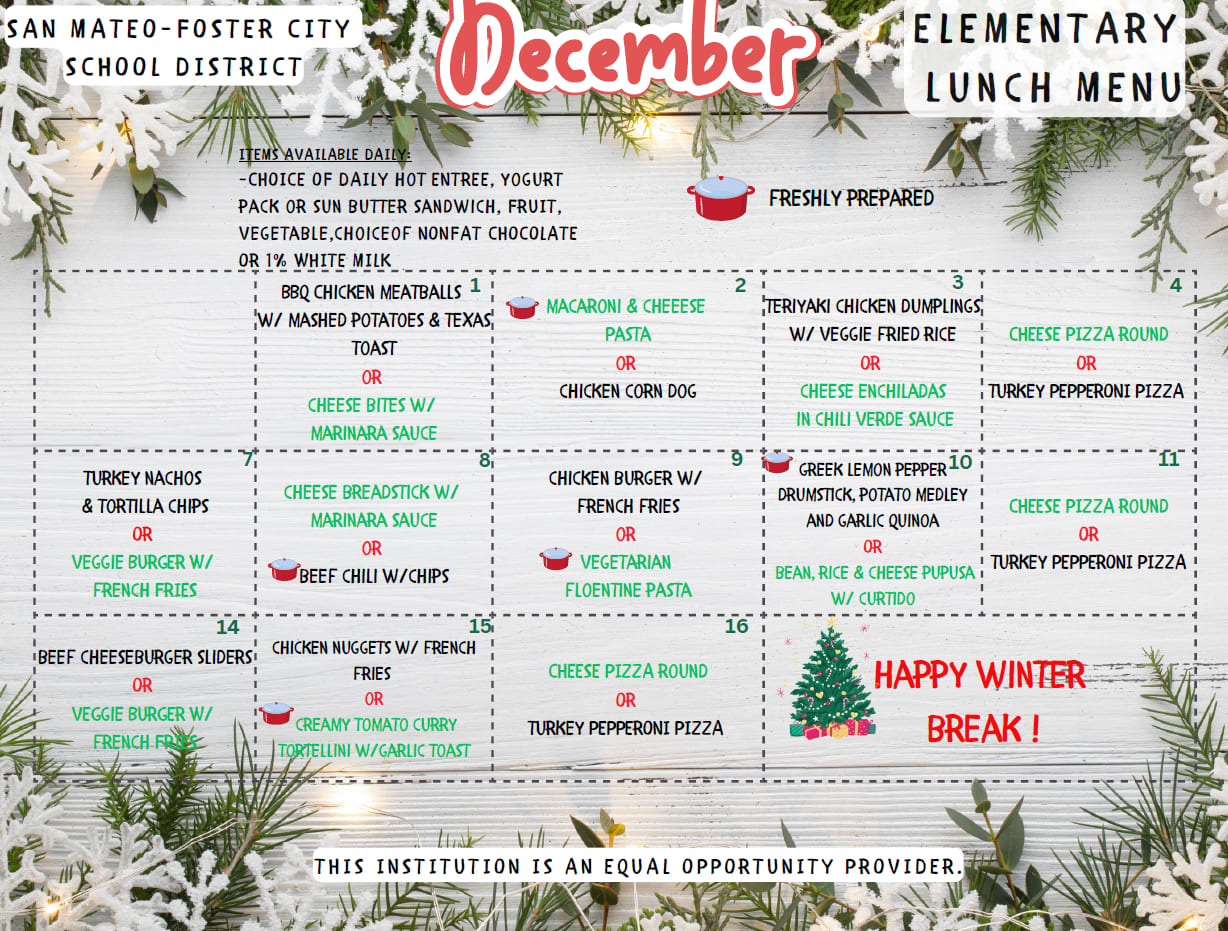 SAN MATEO-FOSTER CITY
SCHOOL DISTRICT
December
ELEMENTARY
LUNCH MENU
ITEMS AVAILABLE DAILY:
-CHOICE OF DAILY HOT ENTREE, YOGURT
PACK OR SUN BUTTER SANDWICH, FRUIT,
VEGETABLE,CHOICEOF NONFAT CHOCOLATE
OR 1% WHITE MILK
FRESHLY PREPARED
1
BBQ CHICKEN MEATBALLS
W/ MASHED POTATOES & TEXAS
TOAST
OR
CHEESE BITES W/
MARINARA SAUCE
2
MACARONI & CHEEESE
PASTA
OR
CHICKEN CORN DOG
3
TERIYAKI CHICKEN DUMPLINGS
W/ VEGGIE FRIED RICE
OR
CHEESE ENCHILADAS
IN CHILI VERDE SAUCE
4
CHEESE PIZZA ROUND
OR
TURKEY PEPPERONI PIZZA
7
TURKEY NACHOS
& TORTILLA CHIPS
OR
VEGGIE BURGER W/
FRENCH FRIES
8
CHEESE BREADSTICK W/
MARINARA SAUCE
OR
BEEF CHILI W/CHIPS
9
CHICKEN BURGER W/
FRENCH FRIES
OR
VEGETARIAN
FLOENTINE PASTA
10
GREEK LEMON PEPPER
DRUMSTICK, POTATO MEDLEY
AND GARLIC QUINOA
OR
BEAN, RICE & CHEESE PUPUSA
W/ CURTIDO
11
CHEESE PIZZA ROUND
OR
TURKEY PEPPERONI PIZZA
14
BEEF CHEESEBURGER SLIDERS
OR
VEGGIE BURGER W/
FRENCH FRIES
15
CHICKEN NUGGETS W/ FRENCH
FRIES
OR
CREAMY TOMATO CURRY
TORTELLINI W/GARLIC TOAST
16
CHEESE PIZZA ROUND
OR
TURKEY PEPPERONI PIZZA
HAPPY WINTER
BREAK !
THIS INSTITUTION IS AN EQUAL OPPORTUNITY PROVIDER.